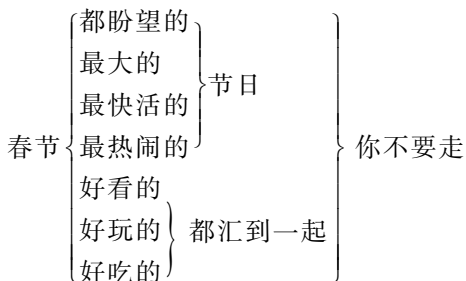 都盼望的
最大的
节日
最快活的
春节
最热闹的
你不要走
好看的
好玩的
都汇到一起
好吃的